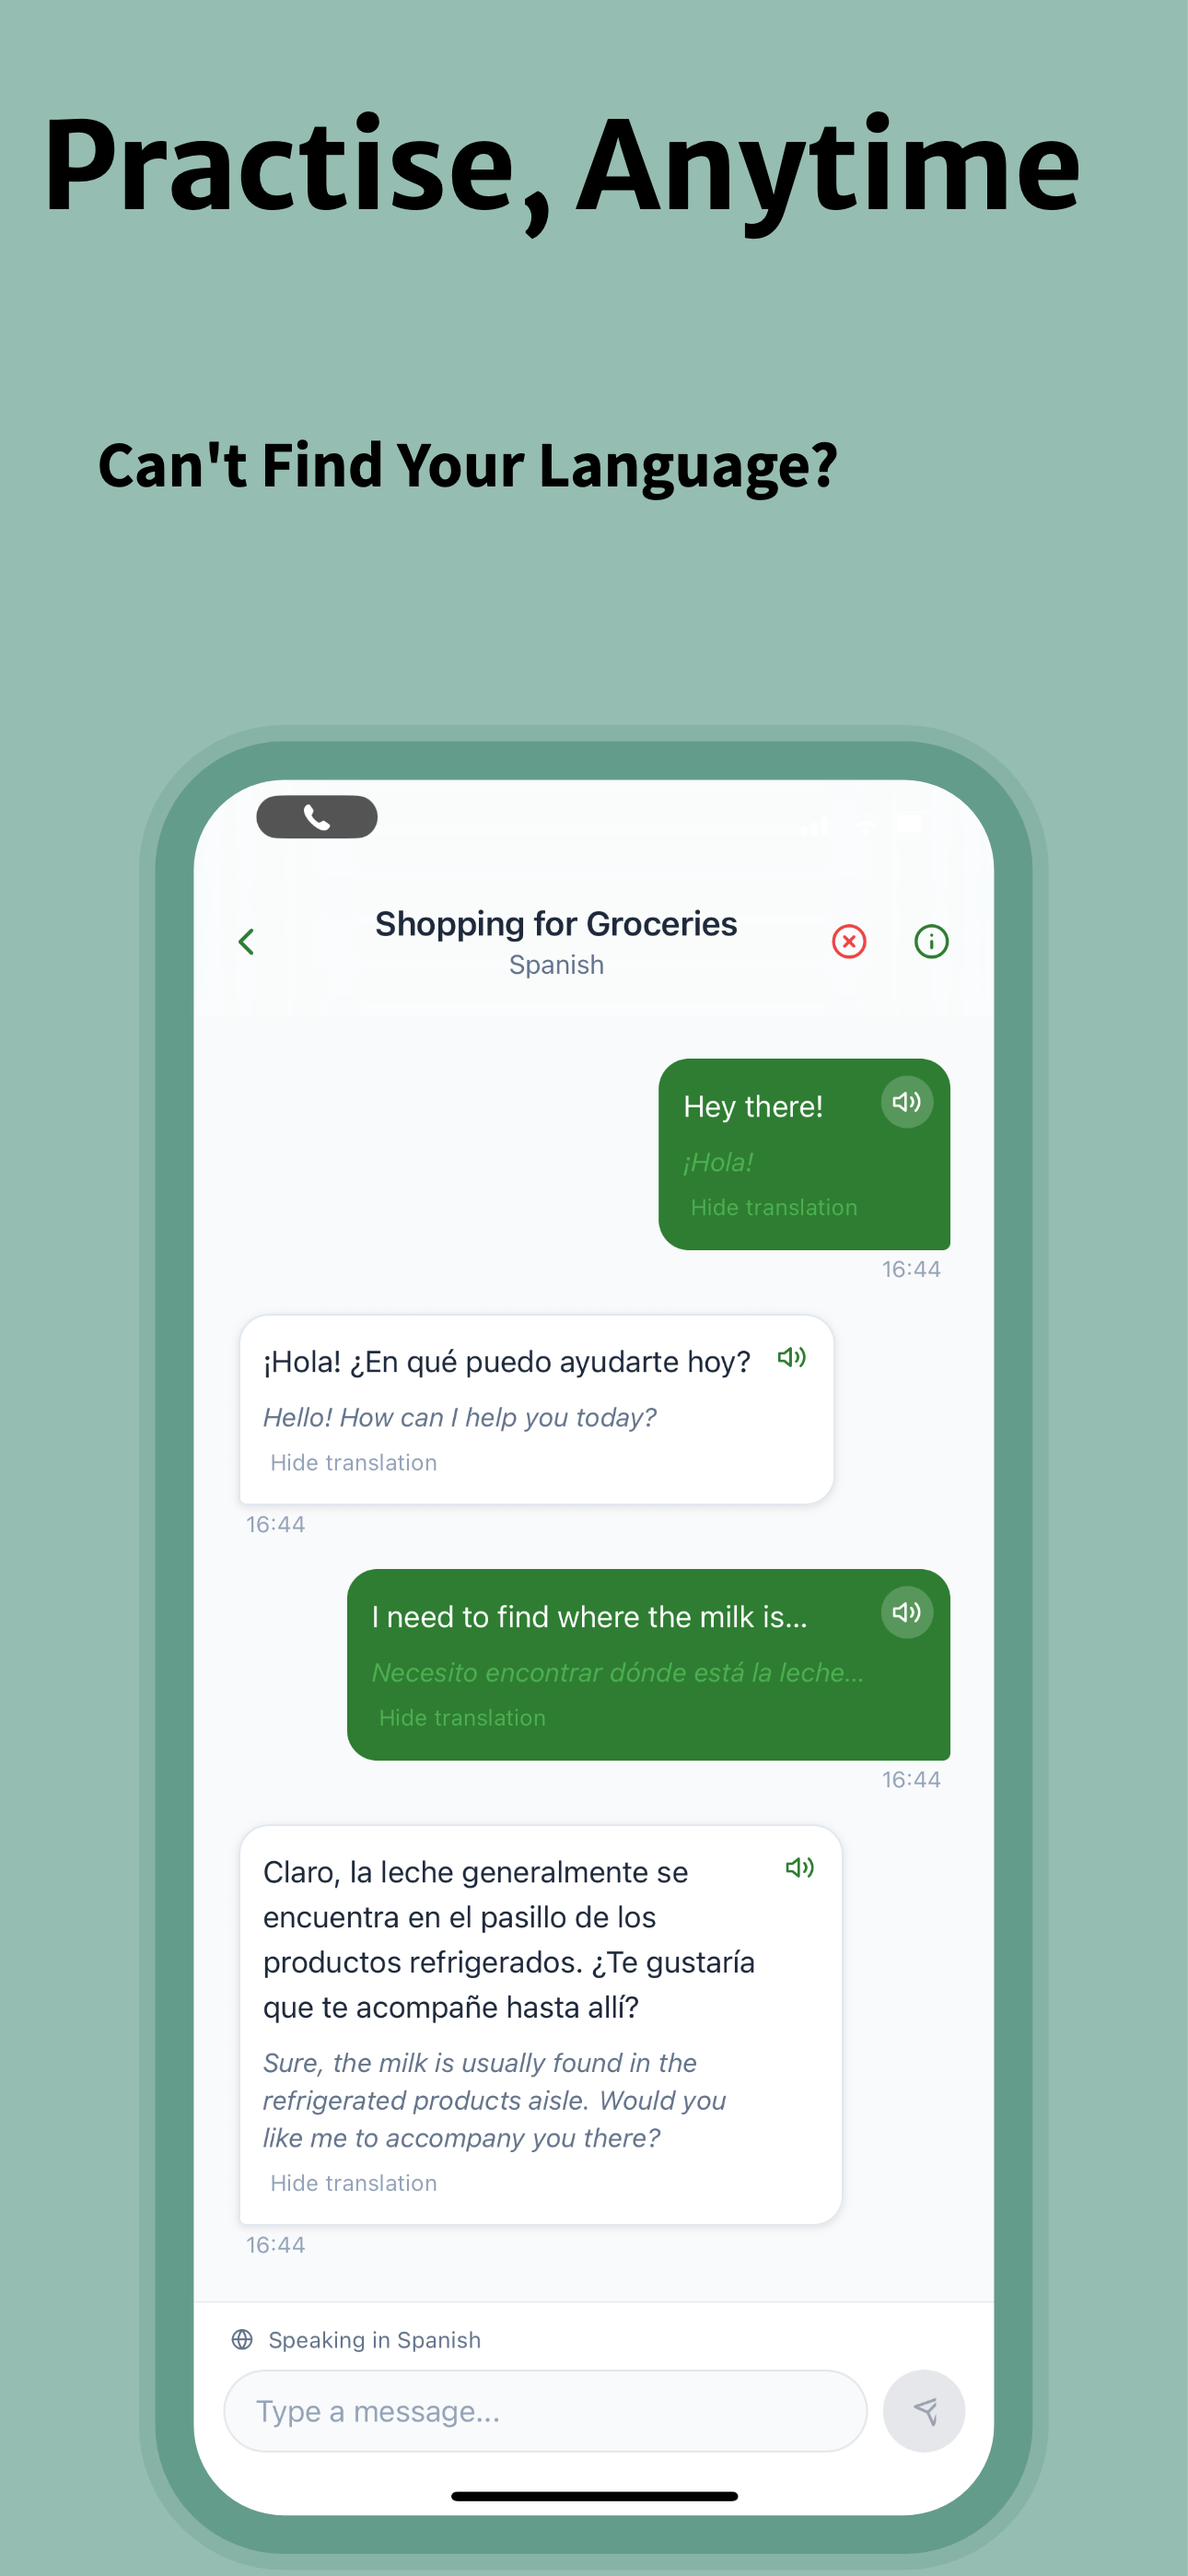 Practise, Anytime
Can't Find Your Language?
Shopping for Groceries
Spanish
Hey there!
¡Hola!
Hide translation
16:44
¡Hola! ¿En qué puedo ayudarte hoy?
Hello! How can I help you today?
Hide translation
16:44
I need to find where the milk is...
Necesito encontrar dónde está la leche...
Hide translation
16:44
Claro, la leche generalmente se
encuentra en el pasillo de los
productos refrigerados. ¿Te gustaría
que te acompañe hasta allí?
Sure, the milk is usually found in the
refrigerated products aisle. Would you
like me to accompany you there?
Hide translation
16:44
Speaking in Spanish
Type a message...